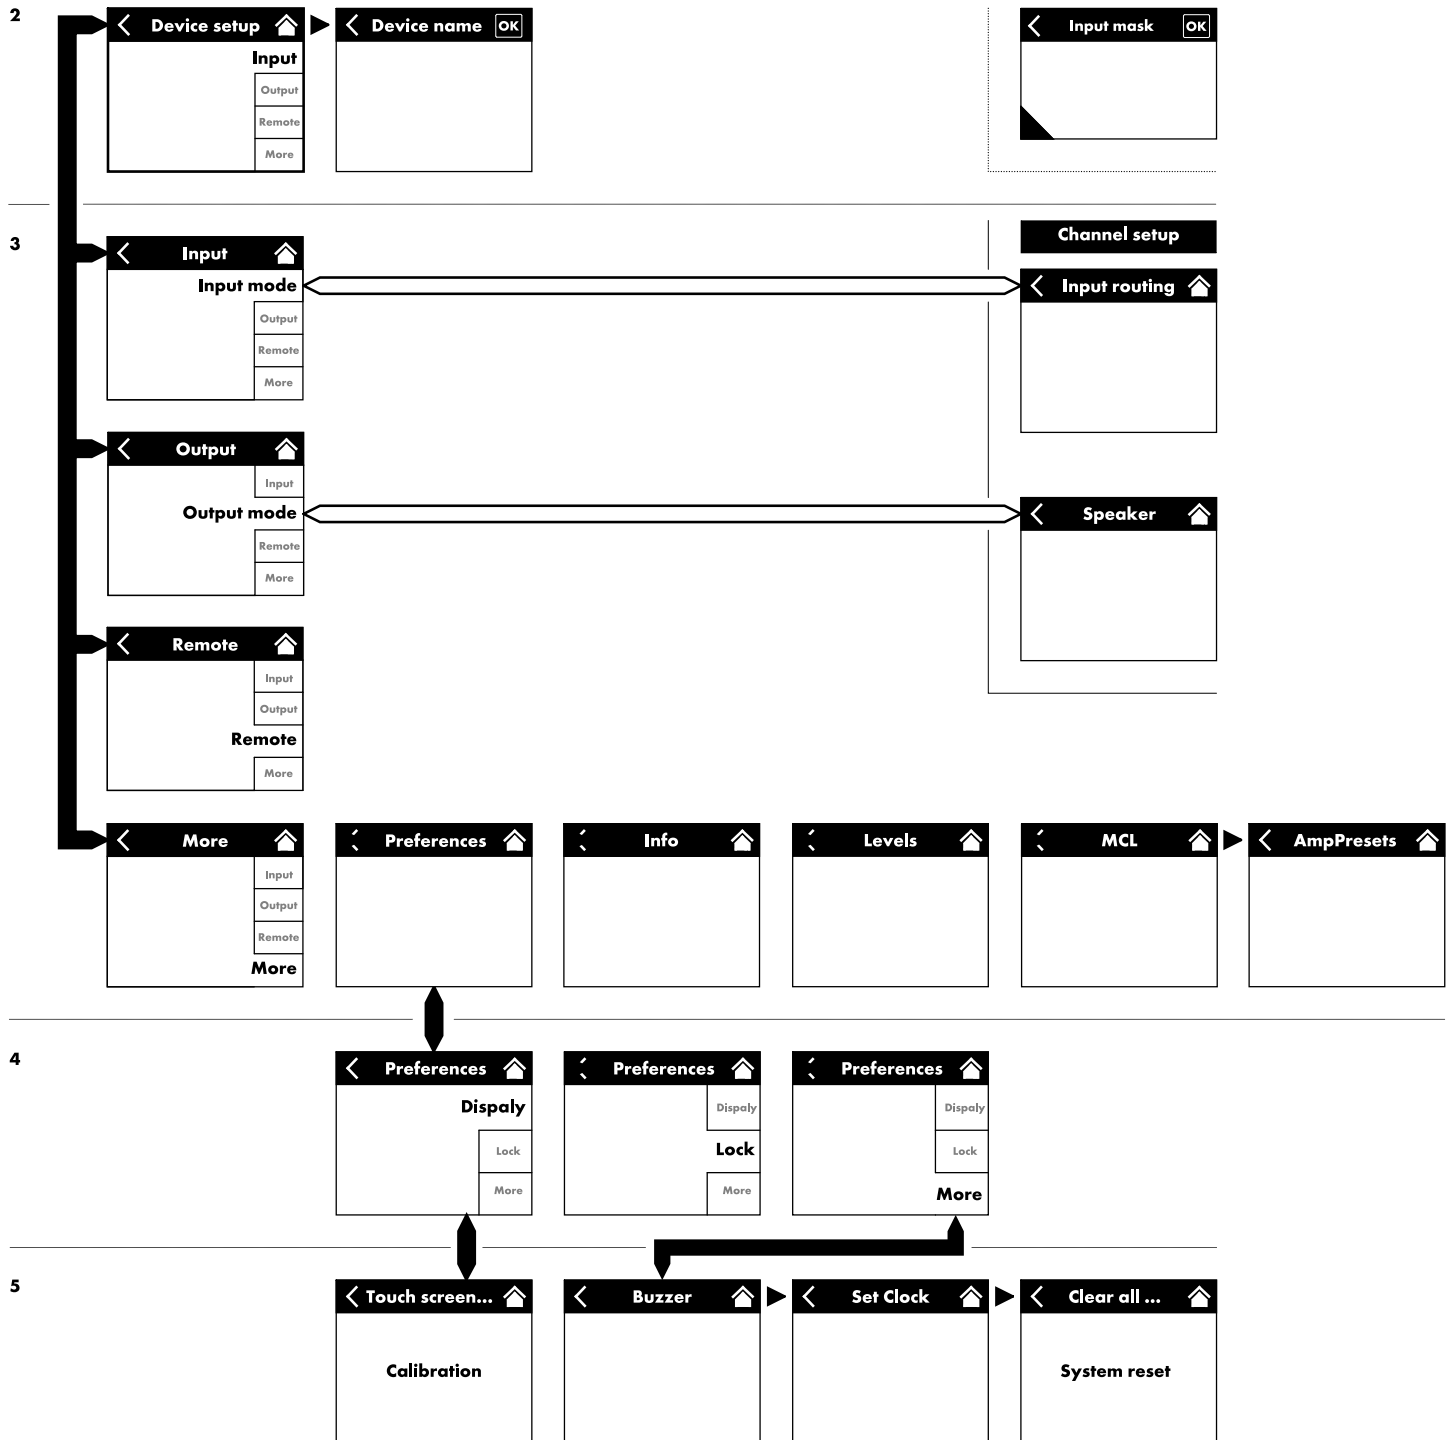 2
Device setup
Device name OK
Input mask OK
Input
Output
Remote
More
3
Channel setup
Input
Input mode
Output
Remote
More
Input routing
Output
Input
Output mode
Remote
More
Speaker
Remote
Input
Output
Remote
More
More
Input
Output
Remote
More
Preferences
Info
Levels
MCL
AmpPresets
4
Preferences
Dispaly
Lock
More
Preferences
Dispaly
Lock
More
Preferences
Dispaly
Lock
More
5
Touch screen...
Calibration
Buzzer
Set Clock
Clear all ...
System reset